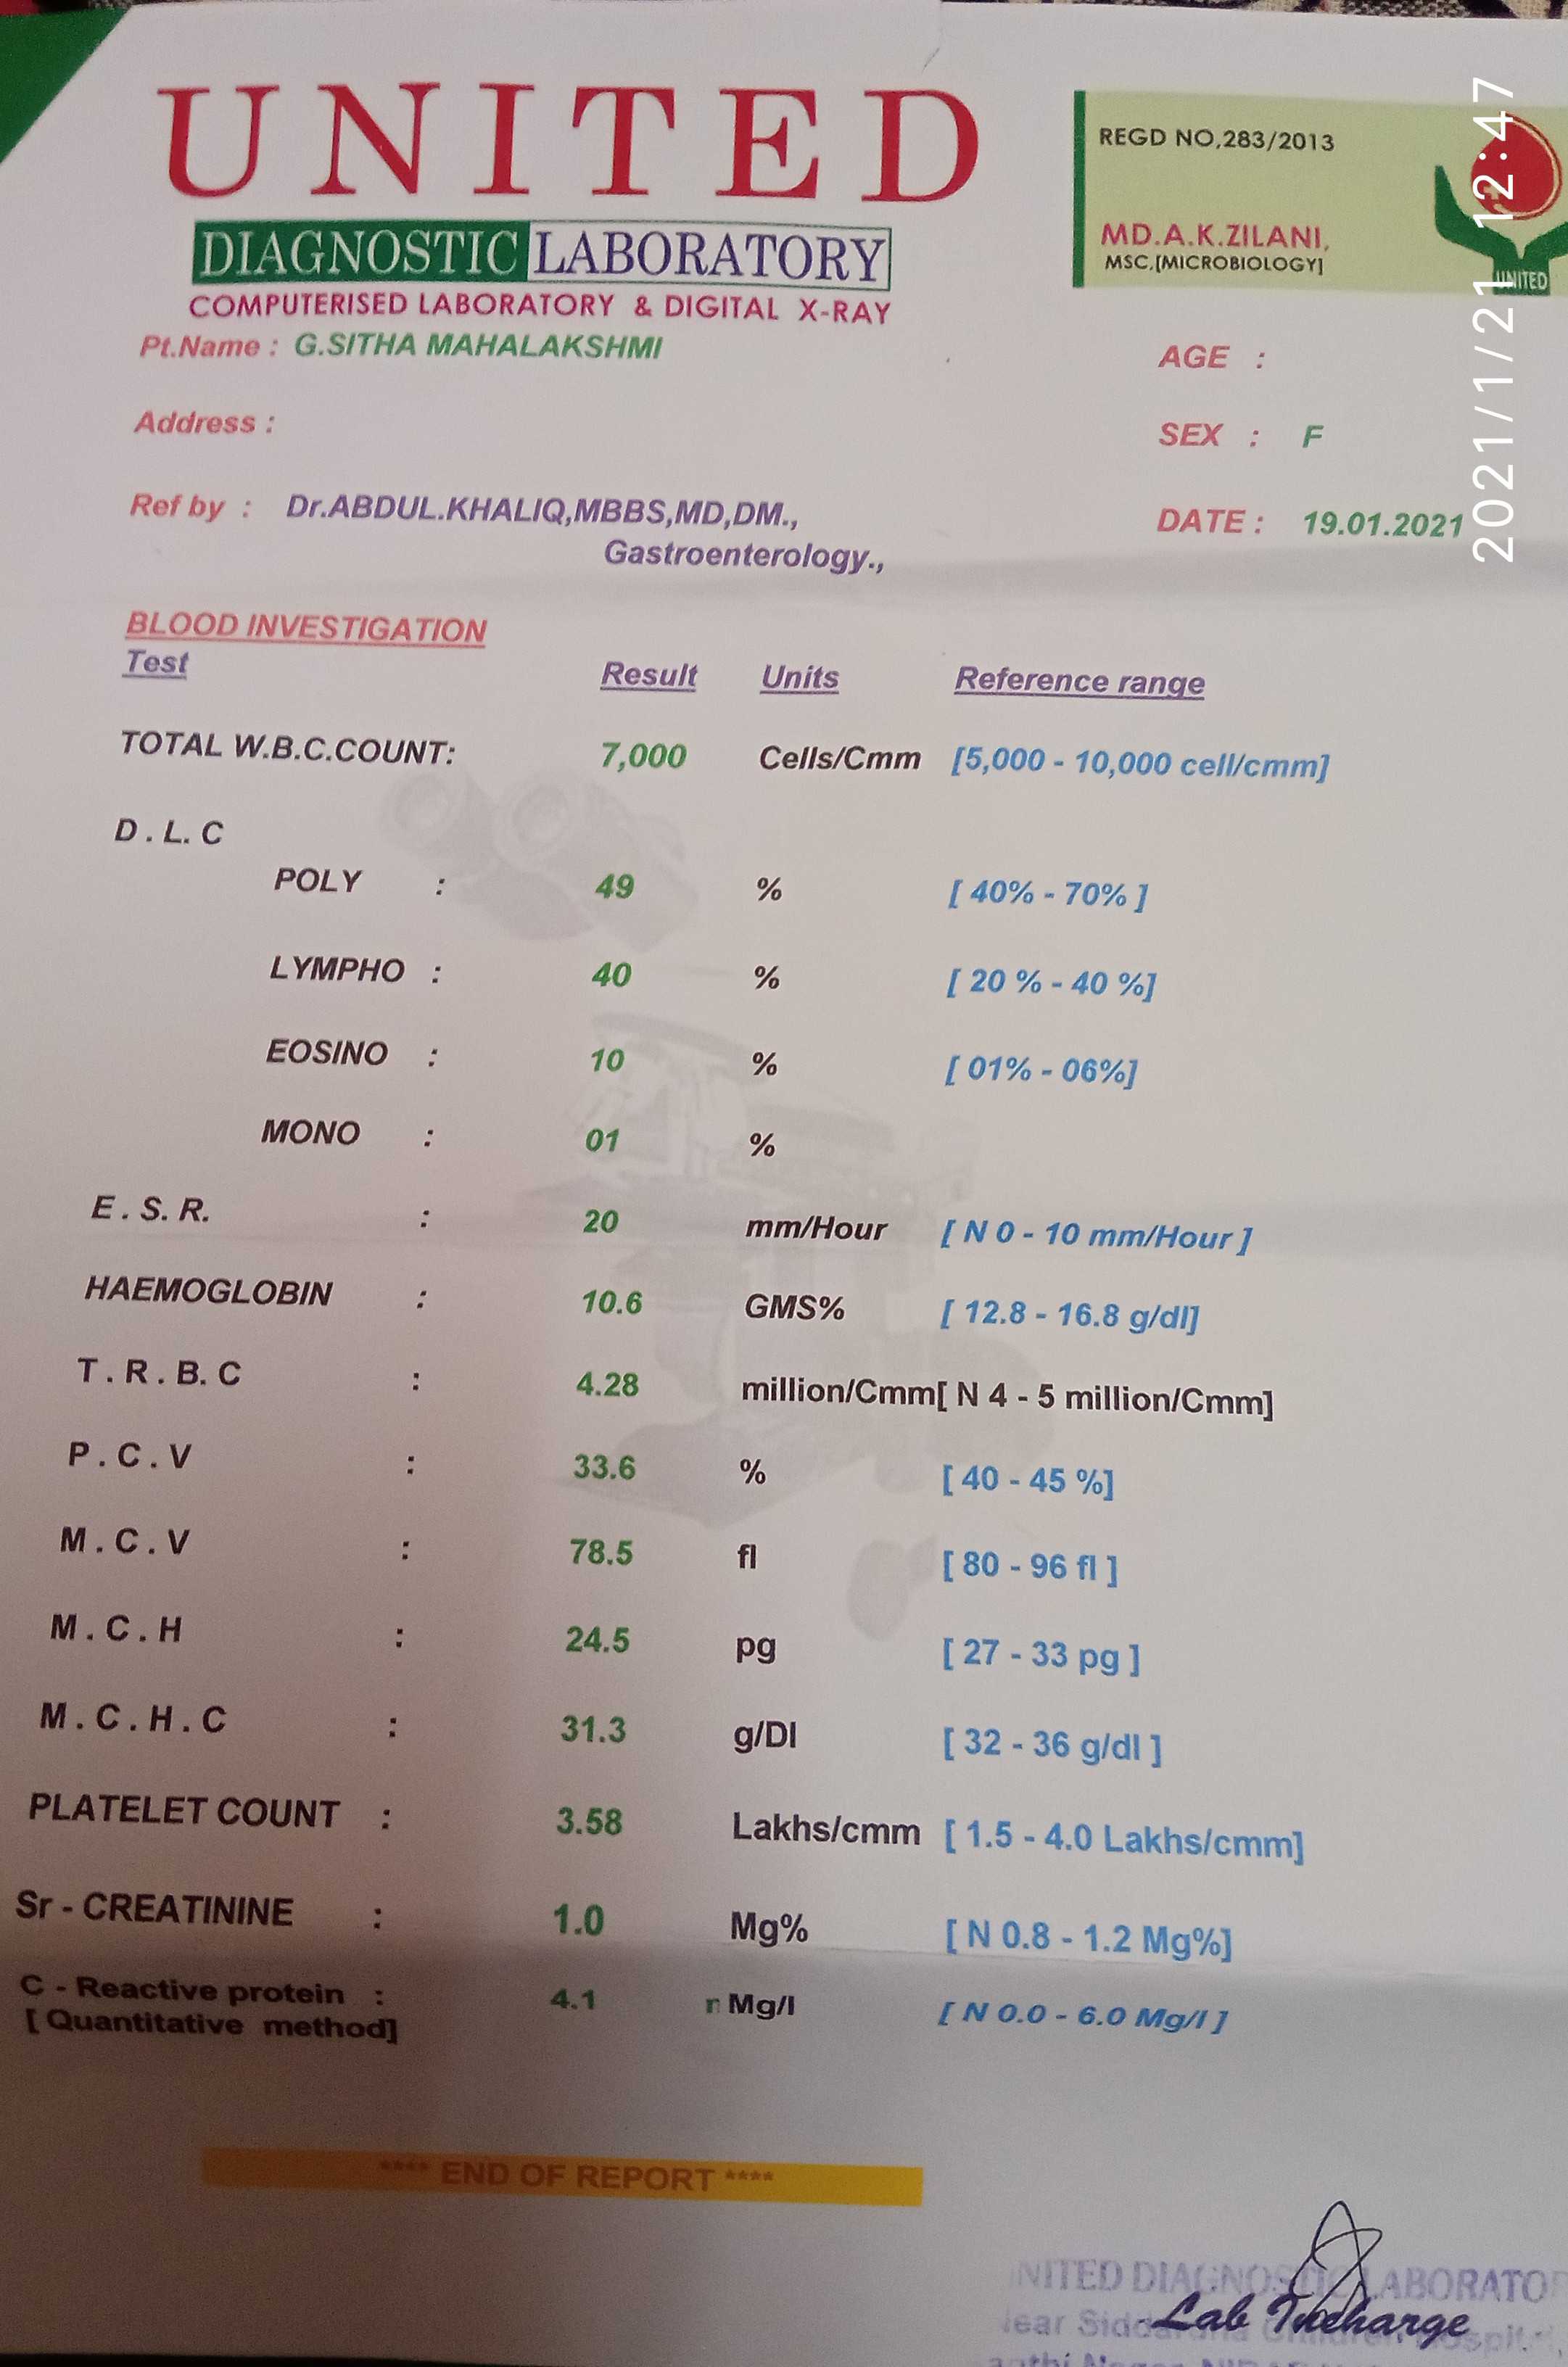 UNITED
DIAGNOSTIC LABORATORY
COMPUTERISED LABORATORY & DIGITAL X-RAY
REGD NO,283/2013
MD.A.K.ZILANI,
MSC,[MICROBIOLOGY]
UNITED
2021/1/21 12:47
Pt.Name : G.SITHA MAHALAKSHMI
AGE :
Address :
SEX : F
Ref by : Dr.ABDUL.KHALIQ,MBBS,MD,DM.,
Gastroenterology.,
DATE : 19.01.2021
BLOOD INVESTIGATION
Test Result Units Reference range
TOTAL W.B.C.COUNT: 7,000 Cells/Cmm [5,000 - 10,000 cell/cmm]
D . L. C
POLY : 49 % [ 40% - 70% ]
LYMPHO : 40 % [ 20 % - 40 %]
EOSINO : 10 % [ 01% - 06%]
MONO : 01 %
E . S. R. : 20 mm/Hour [ N 0 - 10 mm/Hour ]
HAEMOGLOBIN : 10.6 GMS% [ 12.8 - 16.8 g/dl]
T . R . B. C : 4.28 million/Cmm[ N 4 - 5 million/Cmm]
P . C . V : 33.6 % [ 40 - 45 %]
M . C . V : 78.5 fl [ 80 - 96 fl ]
M . C . H : 24.5 pg [ 27 - 33 pg ]
M . C . H . C : 31.3 g/Dl [ 32 - 36 g/dl ]
PLATELET COUNT : 3.58 Lakhs/cmm [ 1.5 - 4.0 Lakhs/cmm]
Sr - CREATININE : 1.0 Mg% [ N 0.8 - 1.2 Mg%]
C - Reactive protein : 4.1 Mg/l [ N 0.0 - 6.0 Mg/l ]
[ Quantitative method]
**** END OF REPORT ****
NITED DIAGNOSTIC LABORATO
Lab Incharge